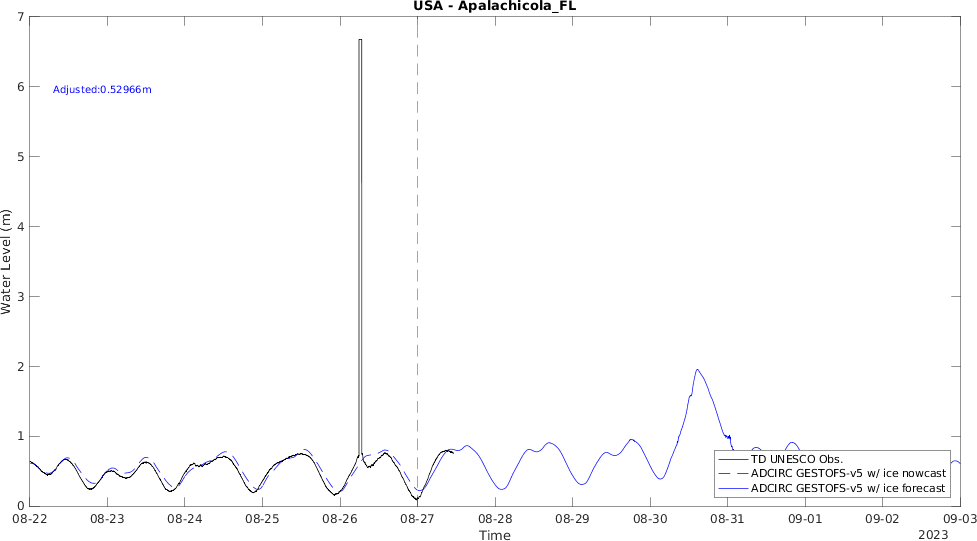 USA - Apalachicola_FL
7
6
5
4
3
2
1
0
Water Level (m)
Adjusted:0.52966m
TD UNESCO Obs.
ADCIRC GESTOFS-v5 w/ ice nowcast
ADCIRC GESTOFS-v5 w/ ice forecast
08-22 08-23 08-24 08-25 08-26 08-27 08-28 08-29 08-30 08-31 09-01 09-02 09-03
Time
2023